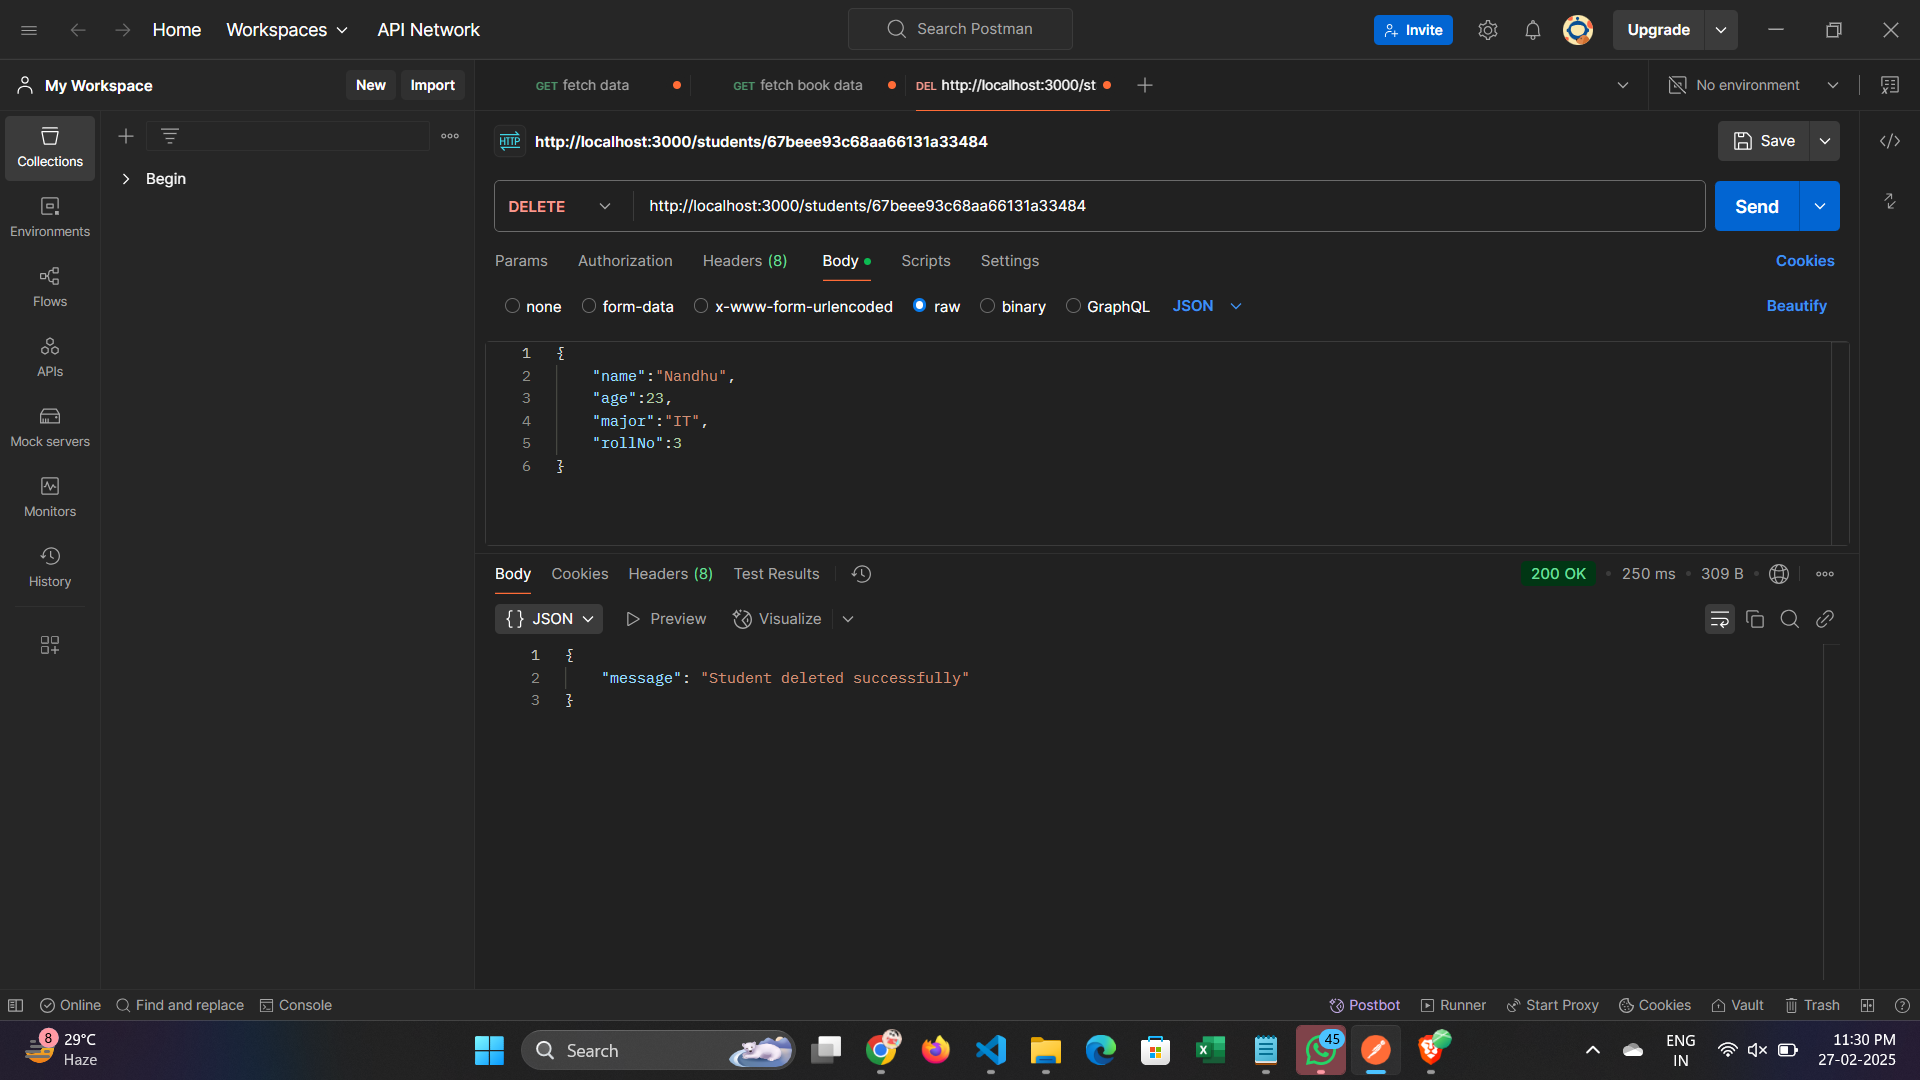 Home
Workspaces
API Network
Search Postman
Invite
Upgrade
My Workspace
New
Import
GET fetch data
GET fetch book data
DEL http://localhost:3000/st
No environment
Collections
Environments
Flows
APIs
Mock servers
Monitors
History
Begin
HTTP
http://localhost:3000/students/67beee93c68aa66131a33484
Save
DELETE
http://localhost:3000/students/67beee93c68aa66131a33484
Send
Params
Authorization
Headers (8)
Body
Scripts
Settings
Cookies
none
form-data
x-www-form-urlencoded
raw
binary
GraphQL
JSON
Beautify
1 {
2 "name":"Nandhu",
3 "age":23,
4 "major":"IT",
5 "rollNo":3
6 }
Body
Cookies
Headers (8)
Test Results
200 OK
250 ms
309 B
{} JSON
Preview
Visualize
1 {
2 "message": "Student deleted successfully"
3 }
Online
Find and replace
Console
Postbot
Runner
Start Proxy
Cookies
Vault
Trash
8
29°C
Haze
Search
45
ENG
IN
11:30 PM
27-02-2025